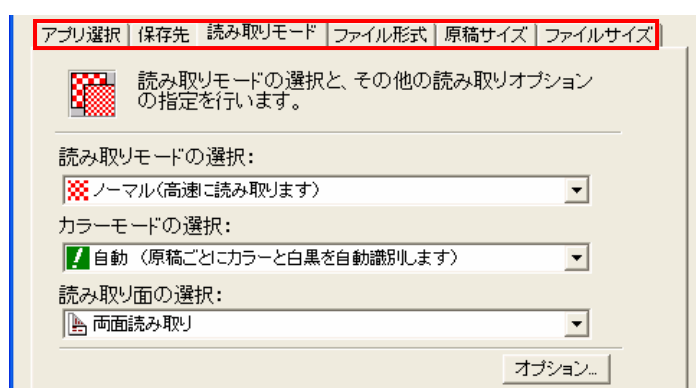 アプリ選択 保存先 読み取りモード ファイル形式 原稿サイズ ファイルサイズ
読み取りモードの選択と、その他の読み取りオプション
の指定を行います。
読み取りモードの選択:
ノーマル(高速に読み取ります)
カラーモードの選択:
自動 (原稿ごとにカラーと白黒を自動識別します)
読み取り面の選択:
両面読み取り
オプション...